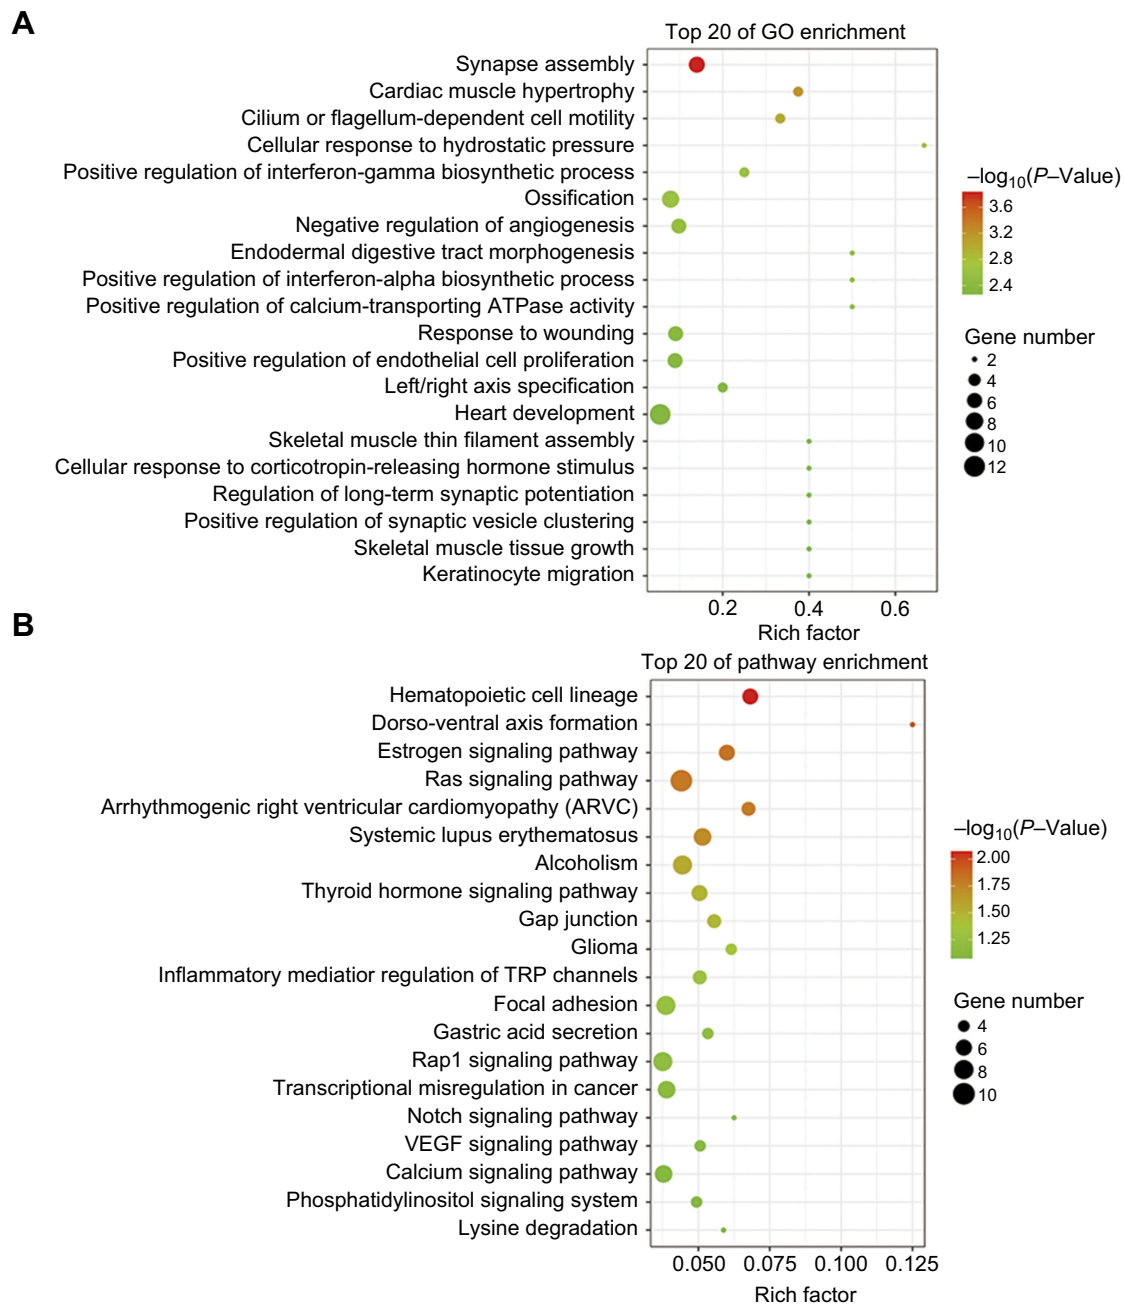 A
Top 20 of GO enrichment
Synapse assembly
Cardiac muscle hypertrophy
Cilium or flagellum-dependent cell motility
Cellular response to hydrostatic pressure
Positive regulation of interferon-gamma biosynthetic process
Ossification
Negative regulation of angiogenesis
Endodermal digestive tract morphogenesis
Positive regulation of interferon-alpha biosynthetic process
Positive regulation of calcium-transporting ATPase activity
Response to wounding
Positive regulation of endothelial cell proliferation
Left/right axis specification
Heart development
Skeletal muscle thin filament assembly
Cellular response to corticotropin-releasing hormone stimulus
Regulation of long-term synaptic potentiation
Positive regulation of synaptic vesicle clustering
Skeletal muscle tissue growth
Keratinocyte migration
0.2 0.4 0.6
Rich factor
–log10(P–Value)
3.6
3.2
2.8
2.4
Gene number
2
4
6
8
10
12
B
Top 20 of pathway enrichment
Hematopoietic cell lineage
Dorso-ventral axis formation
Estrogen signaling pathway
Ras signaling pathway
Arrhythmogenic right ventricular cardiomyopathy (ARVC)
Systemic lupus erythematosus
Alcoholism
Thyroid hormone signaling pathway
Gap junction
Glioma
Inflammatory mediatior regulation of TRP channels
Focal adhesion
Gastric acid secretion
Rap1 signaling pathway
Transcriptional misregulation in cancer
Notch signaling pathway
VEGF signaling pathway
Calcium signaling pathway
Phosphatidylinositol signaling system
Lysine degradation
0.050 0.075 0.100 0.125
Rich factor
–log10(P–Value)
2.00
1.75
1.50
1.25
Gene number
4
6
8
10